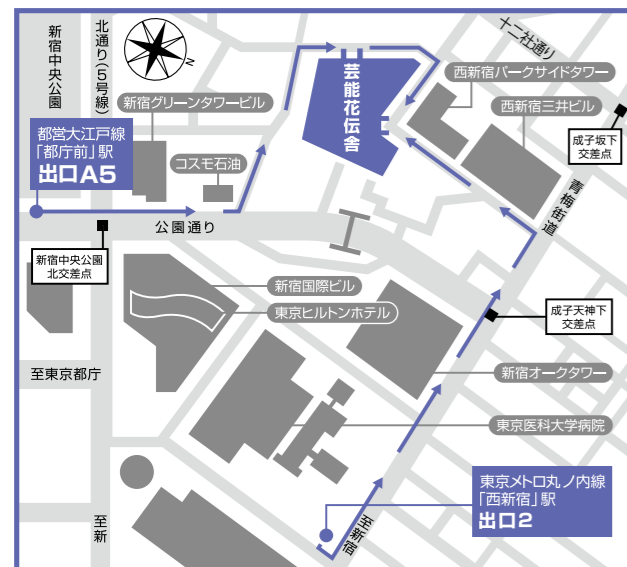 新宿中央公園
北通り(5号線)
N
十二社通り
芸能花伝舎
西新宿パークサイドタワー
新宿グリーンタワービル
西新宿三井ビル
都営大江戸線
「都庁前」駅
出口A5
コスモ石油
成子坂下
交差点
青梅街道
公園通り
新宿中央公園
北交差点
新宿国際ビル
東京ヒルトンホテル
成子天神下
交差点
至東京都庁
新宿オークタワー
東京医科大学病院
東京メトロ丸ノ内線
「西新宿」駅
出口2
至新
至新宿